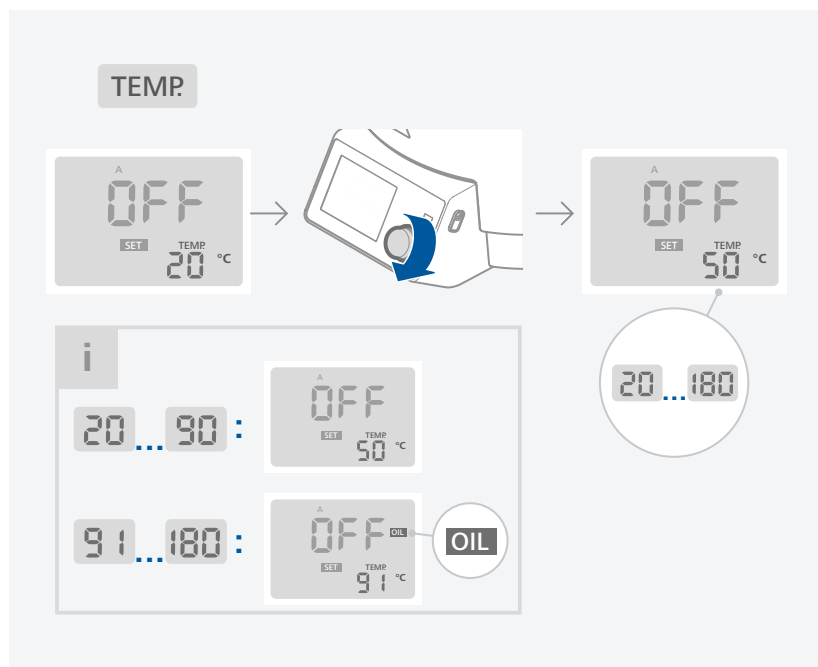 TEMP.
A
OFF
SET TEMP.
20 °C
A
OFF
SET TEMP.
50 °C
20...180
i
20...90:
A
OFF
SET TEMP.
50 °C
91...180:
A
OFF OIL
SET TEMP.
91 °C
OIL